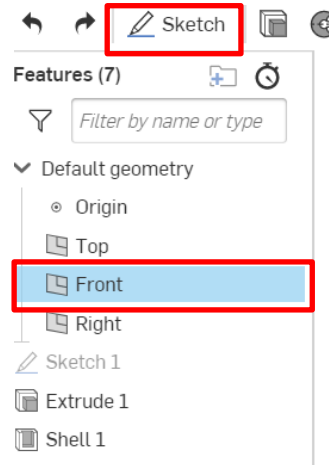 Sketch
Features (7)
Filter by name or type
Default geometry
Origin
Top
Front
Right
Sketch 1
Extrude 1
Shell 1